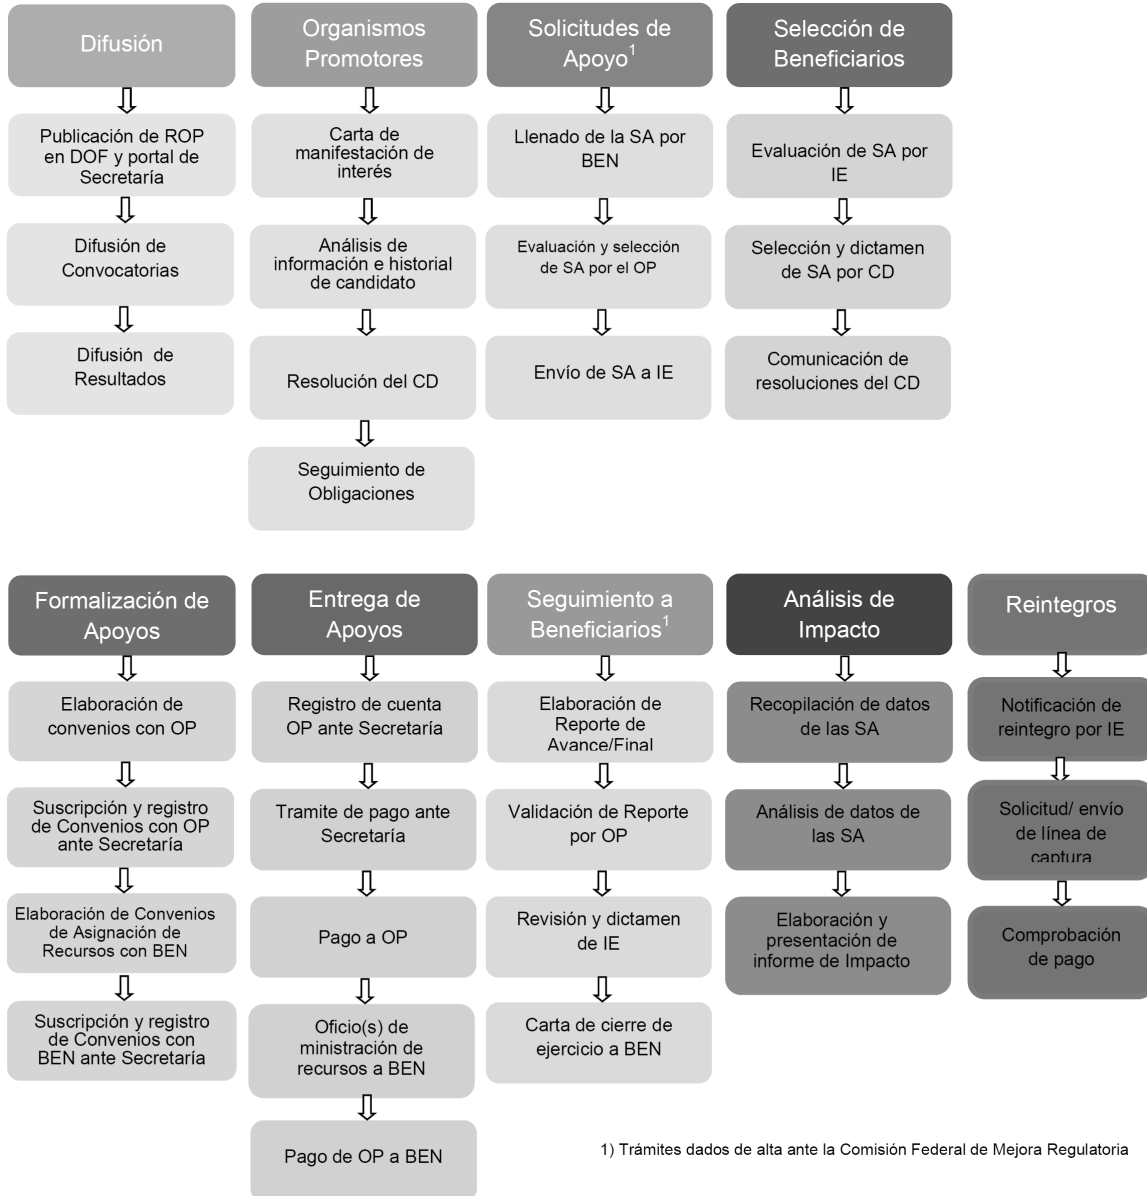 Difusión
Publicación de ROP
en DOF y portal de
Secretaría
Difusión de
Convocatorias
Difusión de
Resultados
Organismos
Promotores
Carta de
manifestación de
interés
Análisis de
información e historial
de candidato
Resolución del CD
Seguimiento de
Obligaciones
Solicitudes de
Apoyo1
Llenado de la SA por
BEN
Evaluación y selección
de SA por el OP
Envío de SA a IE
Selección de
Beneficiarios
Evaluación de SA por
IE
Selección y dictamen
de SA por CD
Comunicación de
resoluciones del CD
Formalización de
Apoyos
Elaboración de
convenios con OP
Suscripción y registro
de Convenios con OP
ante Secretaría
Elaboración de Convenios
de Asignación de
Recursos con BEN
Suscripción y registro
de Convenios con
BEN ante Secretaría
Entrega de
Apoyos
Registro de cuenta
OP ante Secretaría
Tramite de pago ante
Secretaría
Pago a OP
Oficio(s) de
ministración de
recursos a BEN
Pago de OP a BEN
Seguimiento a
Beneficiarios1
Elaboración de
Reporte de
Avance/Final
Validación de Reporte
por OP
Revisión y dictamen
de IE
Carta de cierre de
ejercicio a BEN
Análisis de
Impacto
Recopilación de datos
de las SA
Análisis de datos de
las SA
Elaboración y
presentación de
informe de Impacto
Reintegros
Notificación de
reintegro por IE
Solicitud/ envío
de línea de
captura
Comprobación
de pago
1) Trámites dados de alta ante la Comisión Federal de Mejora Regulatoria